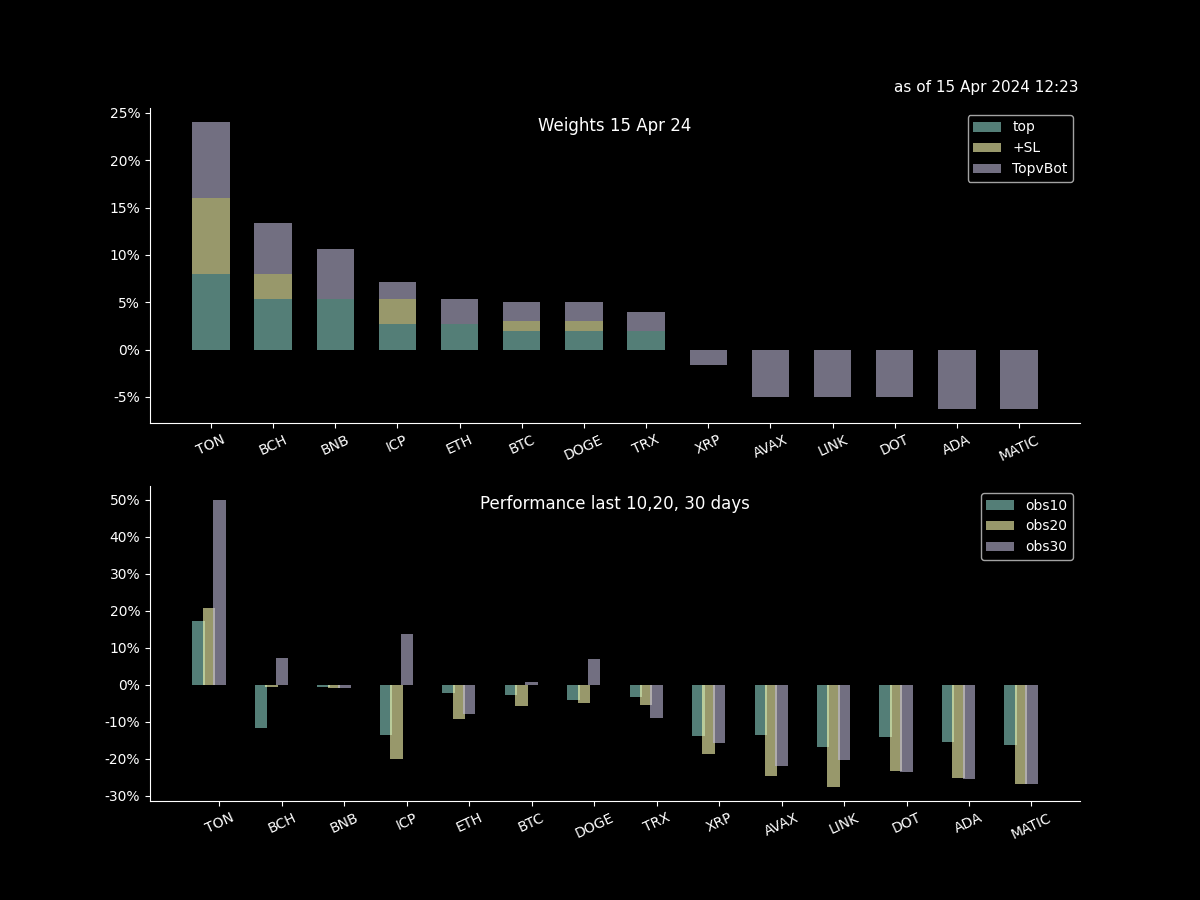 as of 15 Apr 2024 12:23
Weights 15 Apr 24
top
+SL
TopvBot
25%
20%
15%
10%
5%
0%
-5%
TON BCH BNB ICP ETH BTC DOGE TRX XRP AVAX LINK DOT ADA MATIC
Performance last 10,20, 30 days
obs10
obs20
obs30
50%
40%
30%
20%
10%
0%
-10%
-20%
-30%
TON BCH BNB ICP ETH BTC DOGE TRX XRP AVAX LINK DOT ADA MATIC